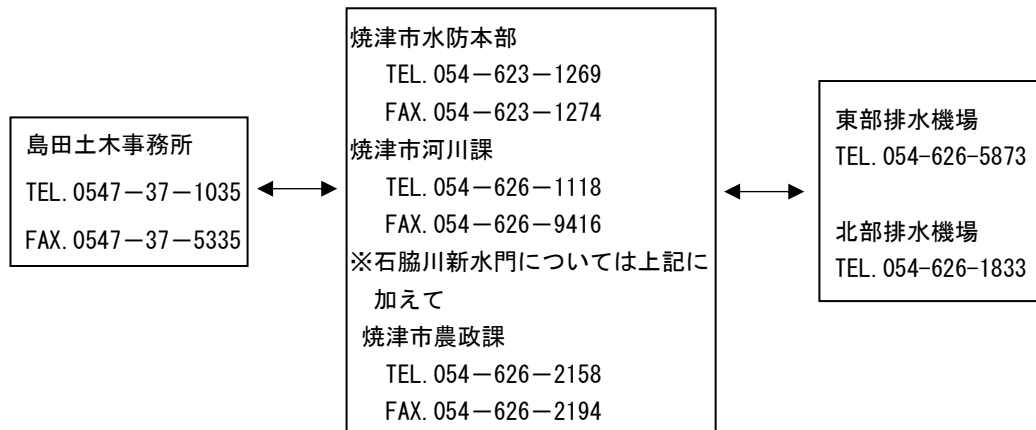 島田土木事務所
TEL.0547－37－1035
FAX.0547－37－5335
焼津市水防本部
TEL.054－623－1269
FAX.054－623－1274
焼津市河川課
TEL.054－626－1118
FAX.054－626－9416
※石脇川新水門については上記に
加えて
焼津市農政課
TEL.054－626－2158
FAX.054－626－2194
東部排水機場
TEL.054-626-5873
北部排水機場
TEL.054-626-1833